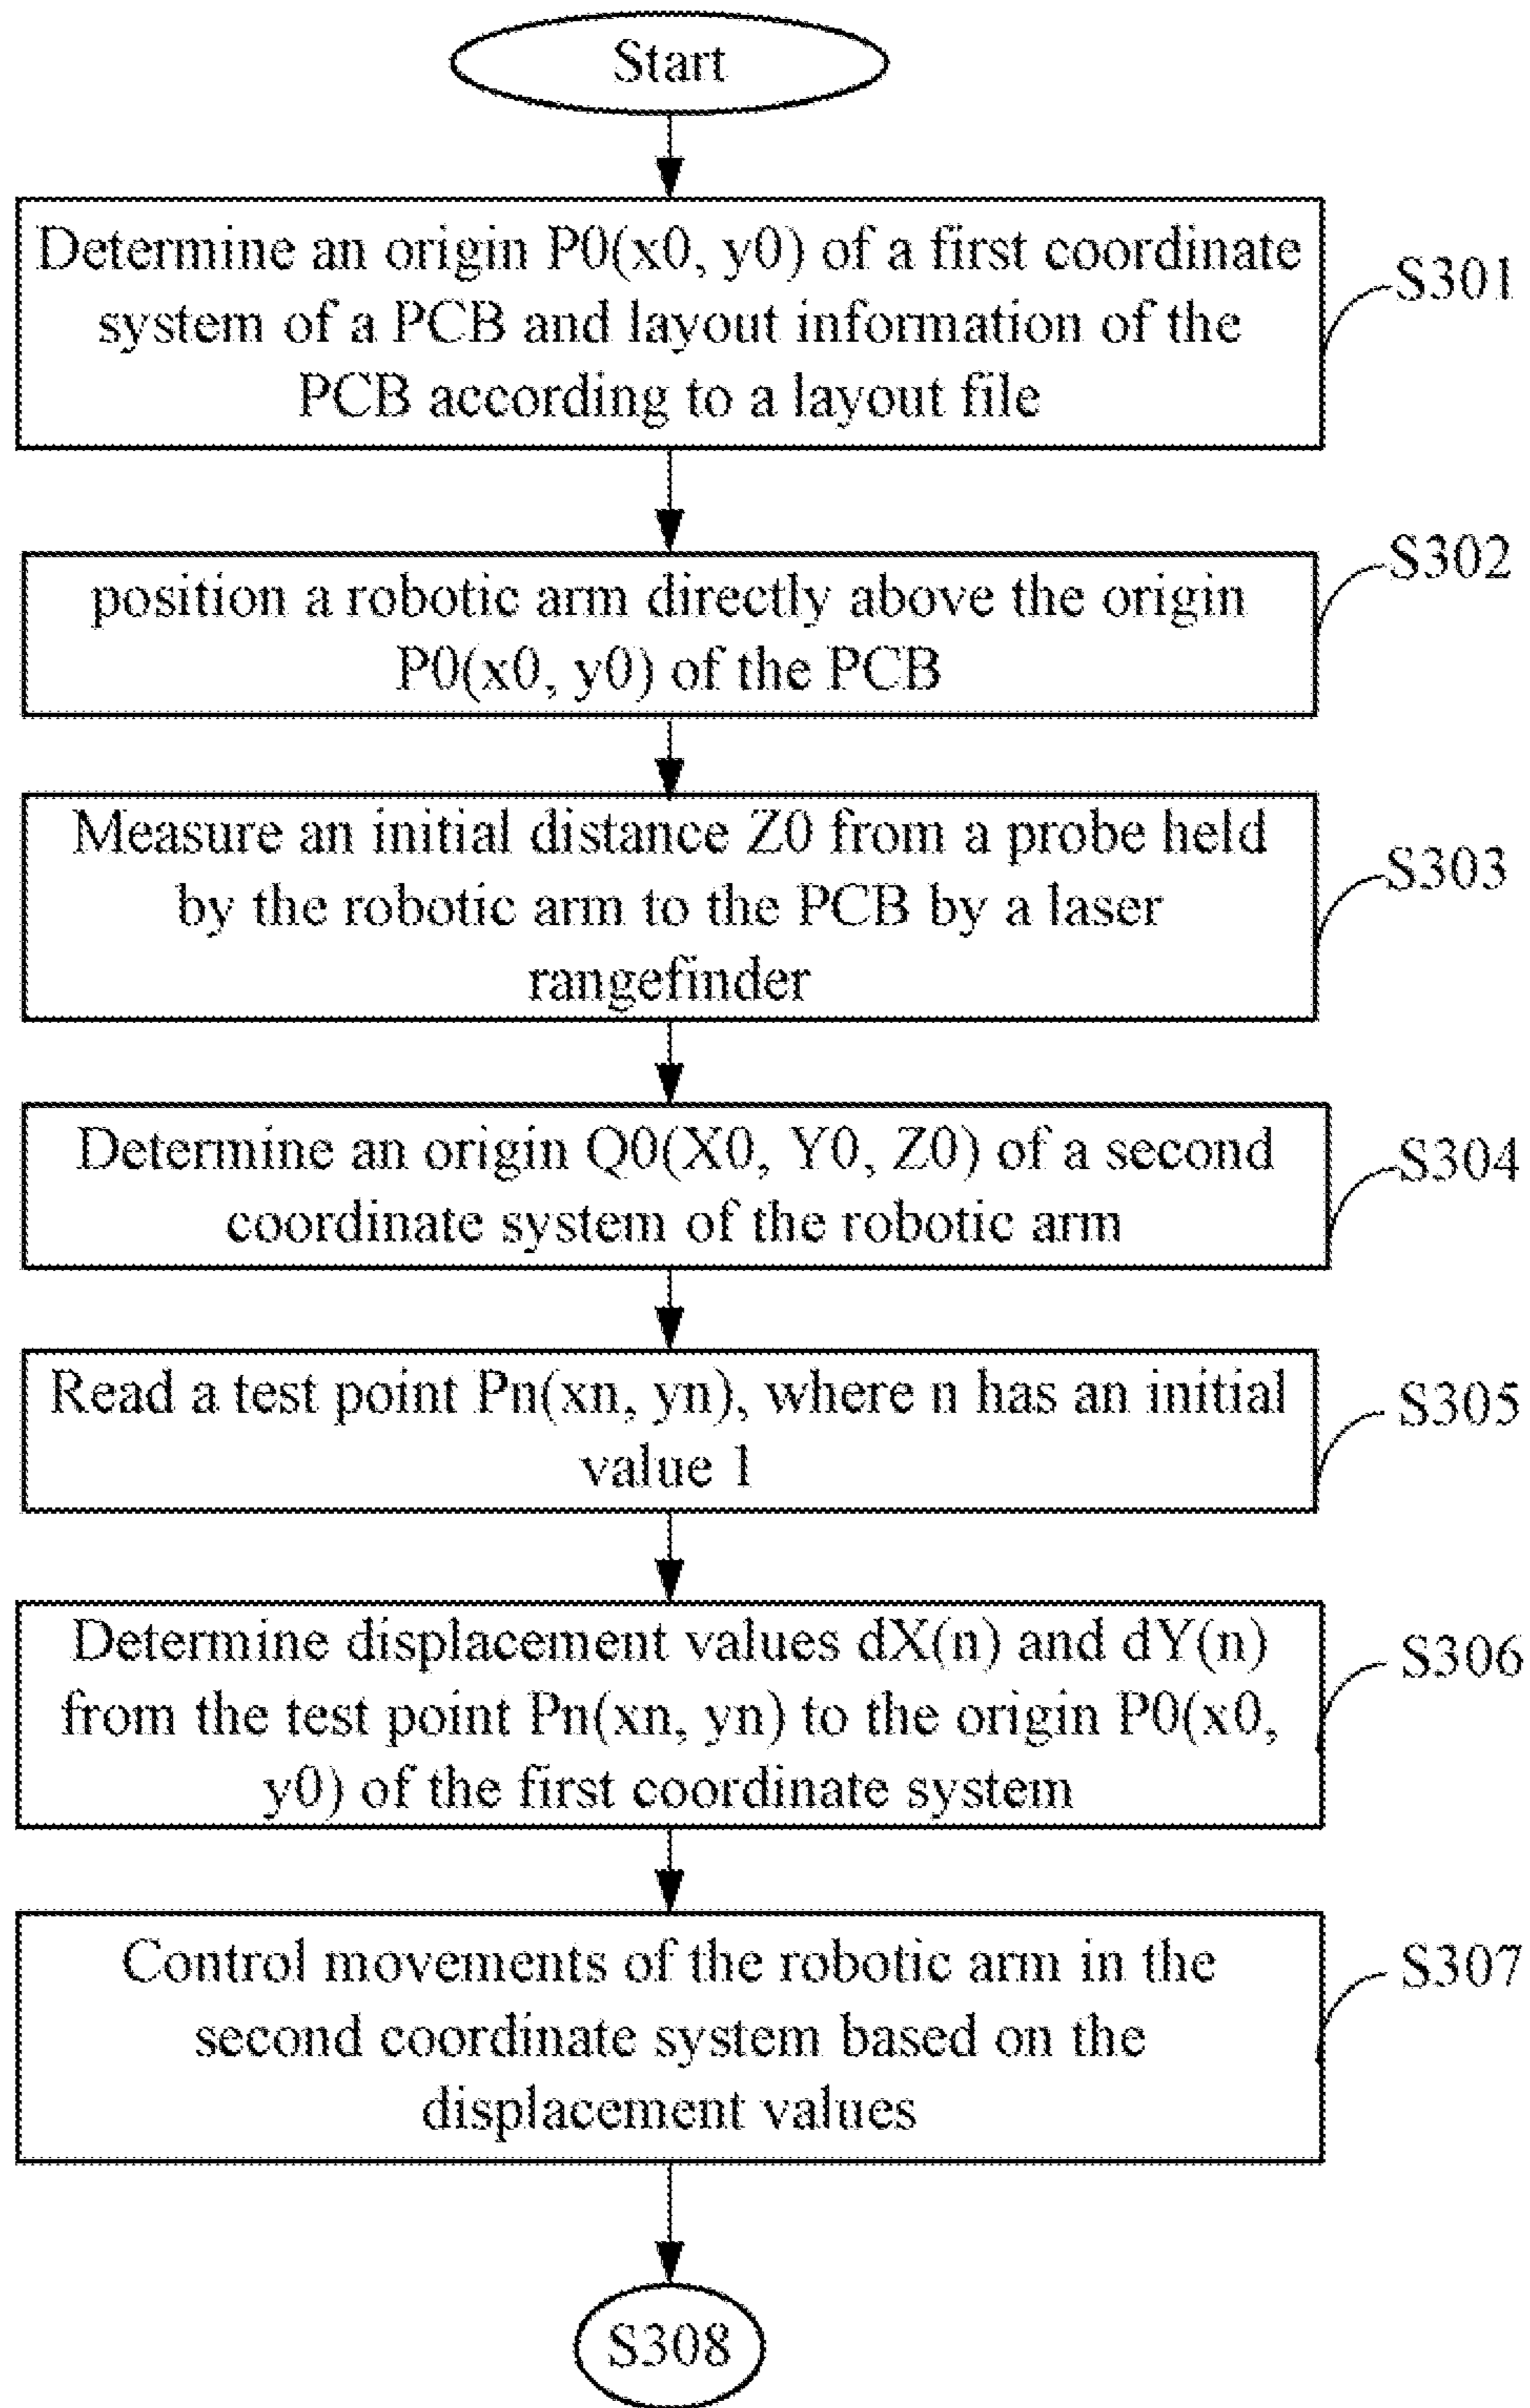 Start
Determine an origin P0(x0, y0) of a first coordinate
system of a PCB and layout information of the
PCB according to a layout file
S301
position a robotic arm directly above the origin
P0(x0, y0) of the PCB
S302
Measure an initial distance Z0 from a probe held
by the robotic arm to the PCB by a laser
rangefinder
S303
Determine an origin Q0(X0, Y0, Z0) of a second
coordinate system of the robotic arm
S304
Read a test point Pn(xn, yn), where n has an initial
value 1
S305
Determine displacement values dX(n) and dY(n)
from the test point Pn(xn, yn) to the origin P0(x0,
y0) of the first coordinate system
S306
Control movements of the robotic arm in the
second coordinate system based on the
displacement values
S307
S308